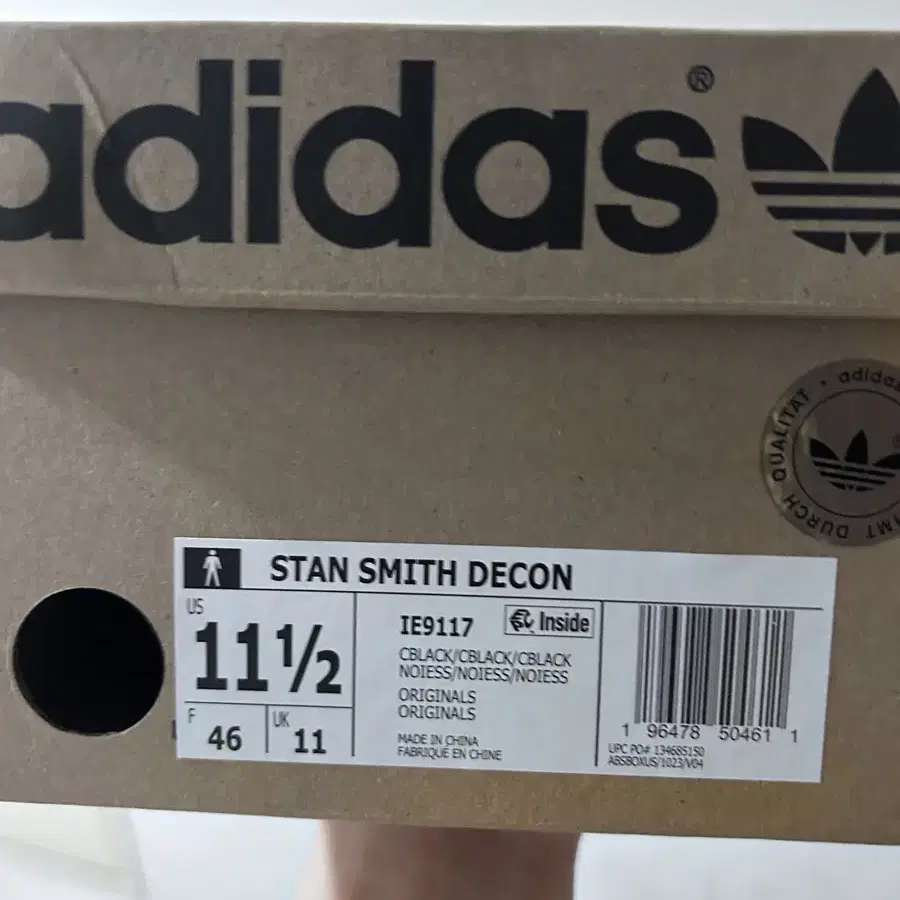 adidas®
adidas
QUALITÄT
DURCH
STAN SMITH DECON
US
11½
F
46
UK
11
IE9117
Inside
CBLACK/CBLACK/CBLACK
NOIESS/NOIESS/NOIESS
ORIGINALS
ORIGINALS
MADE IN CHINA
FABRIQUÉ EN CHINE
1 96478 50461 1
UPC PO# 134685150
ABSBOXUS/1023/V04